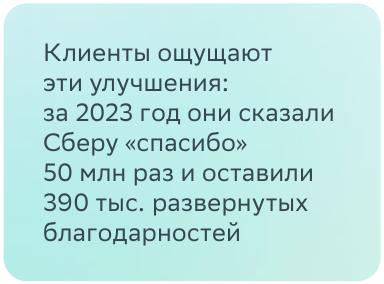 Клиенты ощущают
эти улучшения:
за 2023 год они сказали
Сберу «спасибо»
50 млн раз и оставили
390 тыс. развернутых
благодарностей